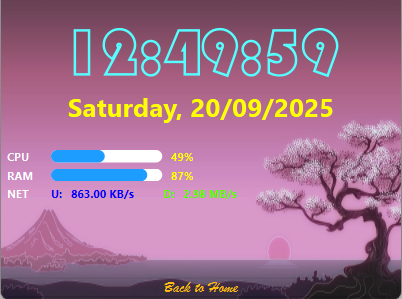 12:49:59
Saturday, 20/09/2025
CPU 49%
RAM 87%
NET U: 863.00 KB/s D: 2.98 MB/s
Back to Home